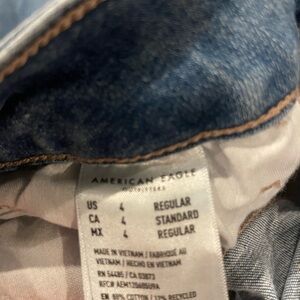 AMERICAN EAGLE
OUTFITTERS
US 4 REGULAR
CA 4 STANDARD
MX 4 REGULAR
MADE IN VIETNAM / FABRIQUÉ AU
VIETNAM / HECHO EN VIETNAM
RN 54485 / CA 03873